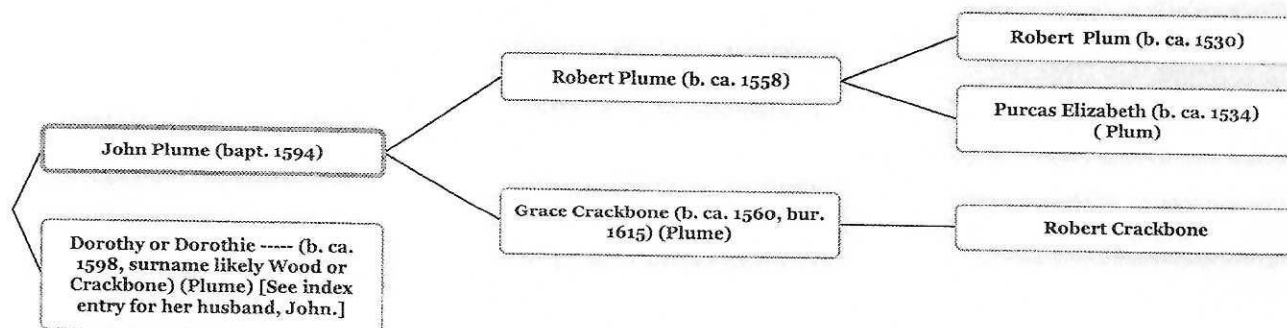 John Plume (bapt. 1594)
Dorothy or Dorothie ----- (b. ca.
1598, surname likely Wood or
Crackbone) (Plume) [See index
entry for her husband, John.]
Robert Plume (b. ca. 1558)
Grace Crackbone (b. ca. 1560, bur.
1615) (Plume)
Robert Plum (b. ca. 1530)
Purcas Elizabeth (b. ca. 1534)
( Plum)
Robert Crackbone